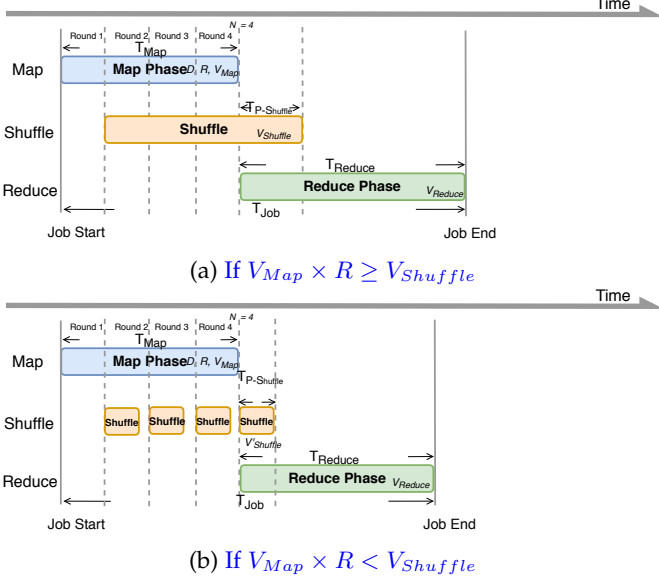 Time
N = 4
Round 1 Round 2 Round 3 Round 4
T_Map
Map Map Phase D, R, V_Map
T_P-Shuffle
Shuffle Shuffle V_Shuffle
T_Reduce
Reduce Reduce Phase V_Reduce
T_Job
Job Start Job End
(a) If V_Map × R ≥ V_Shuffle
Time
N = 4
Round 1 Round 2 Round 3 Round 4
T_Map
Map Map Phase D, R, V_Map
T_P-Shuffle
Shuffle Shuffle Shuffle Shuffle Shuffle
V'_Shuffle
T_Reduce
Reduce Reduce Phase V_Reduce
T_Job
Job Start Job End
(b) If V_Map × R < V_Shuffle